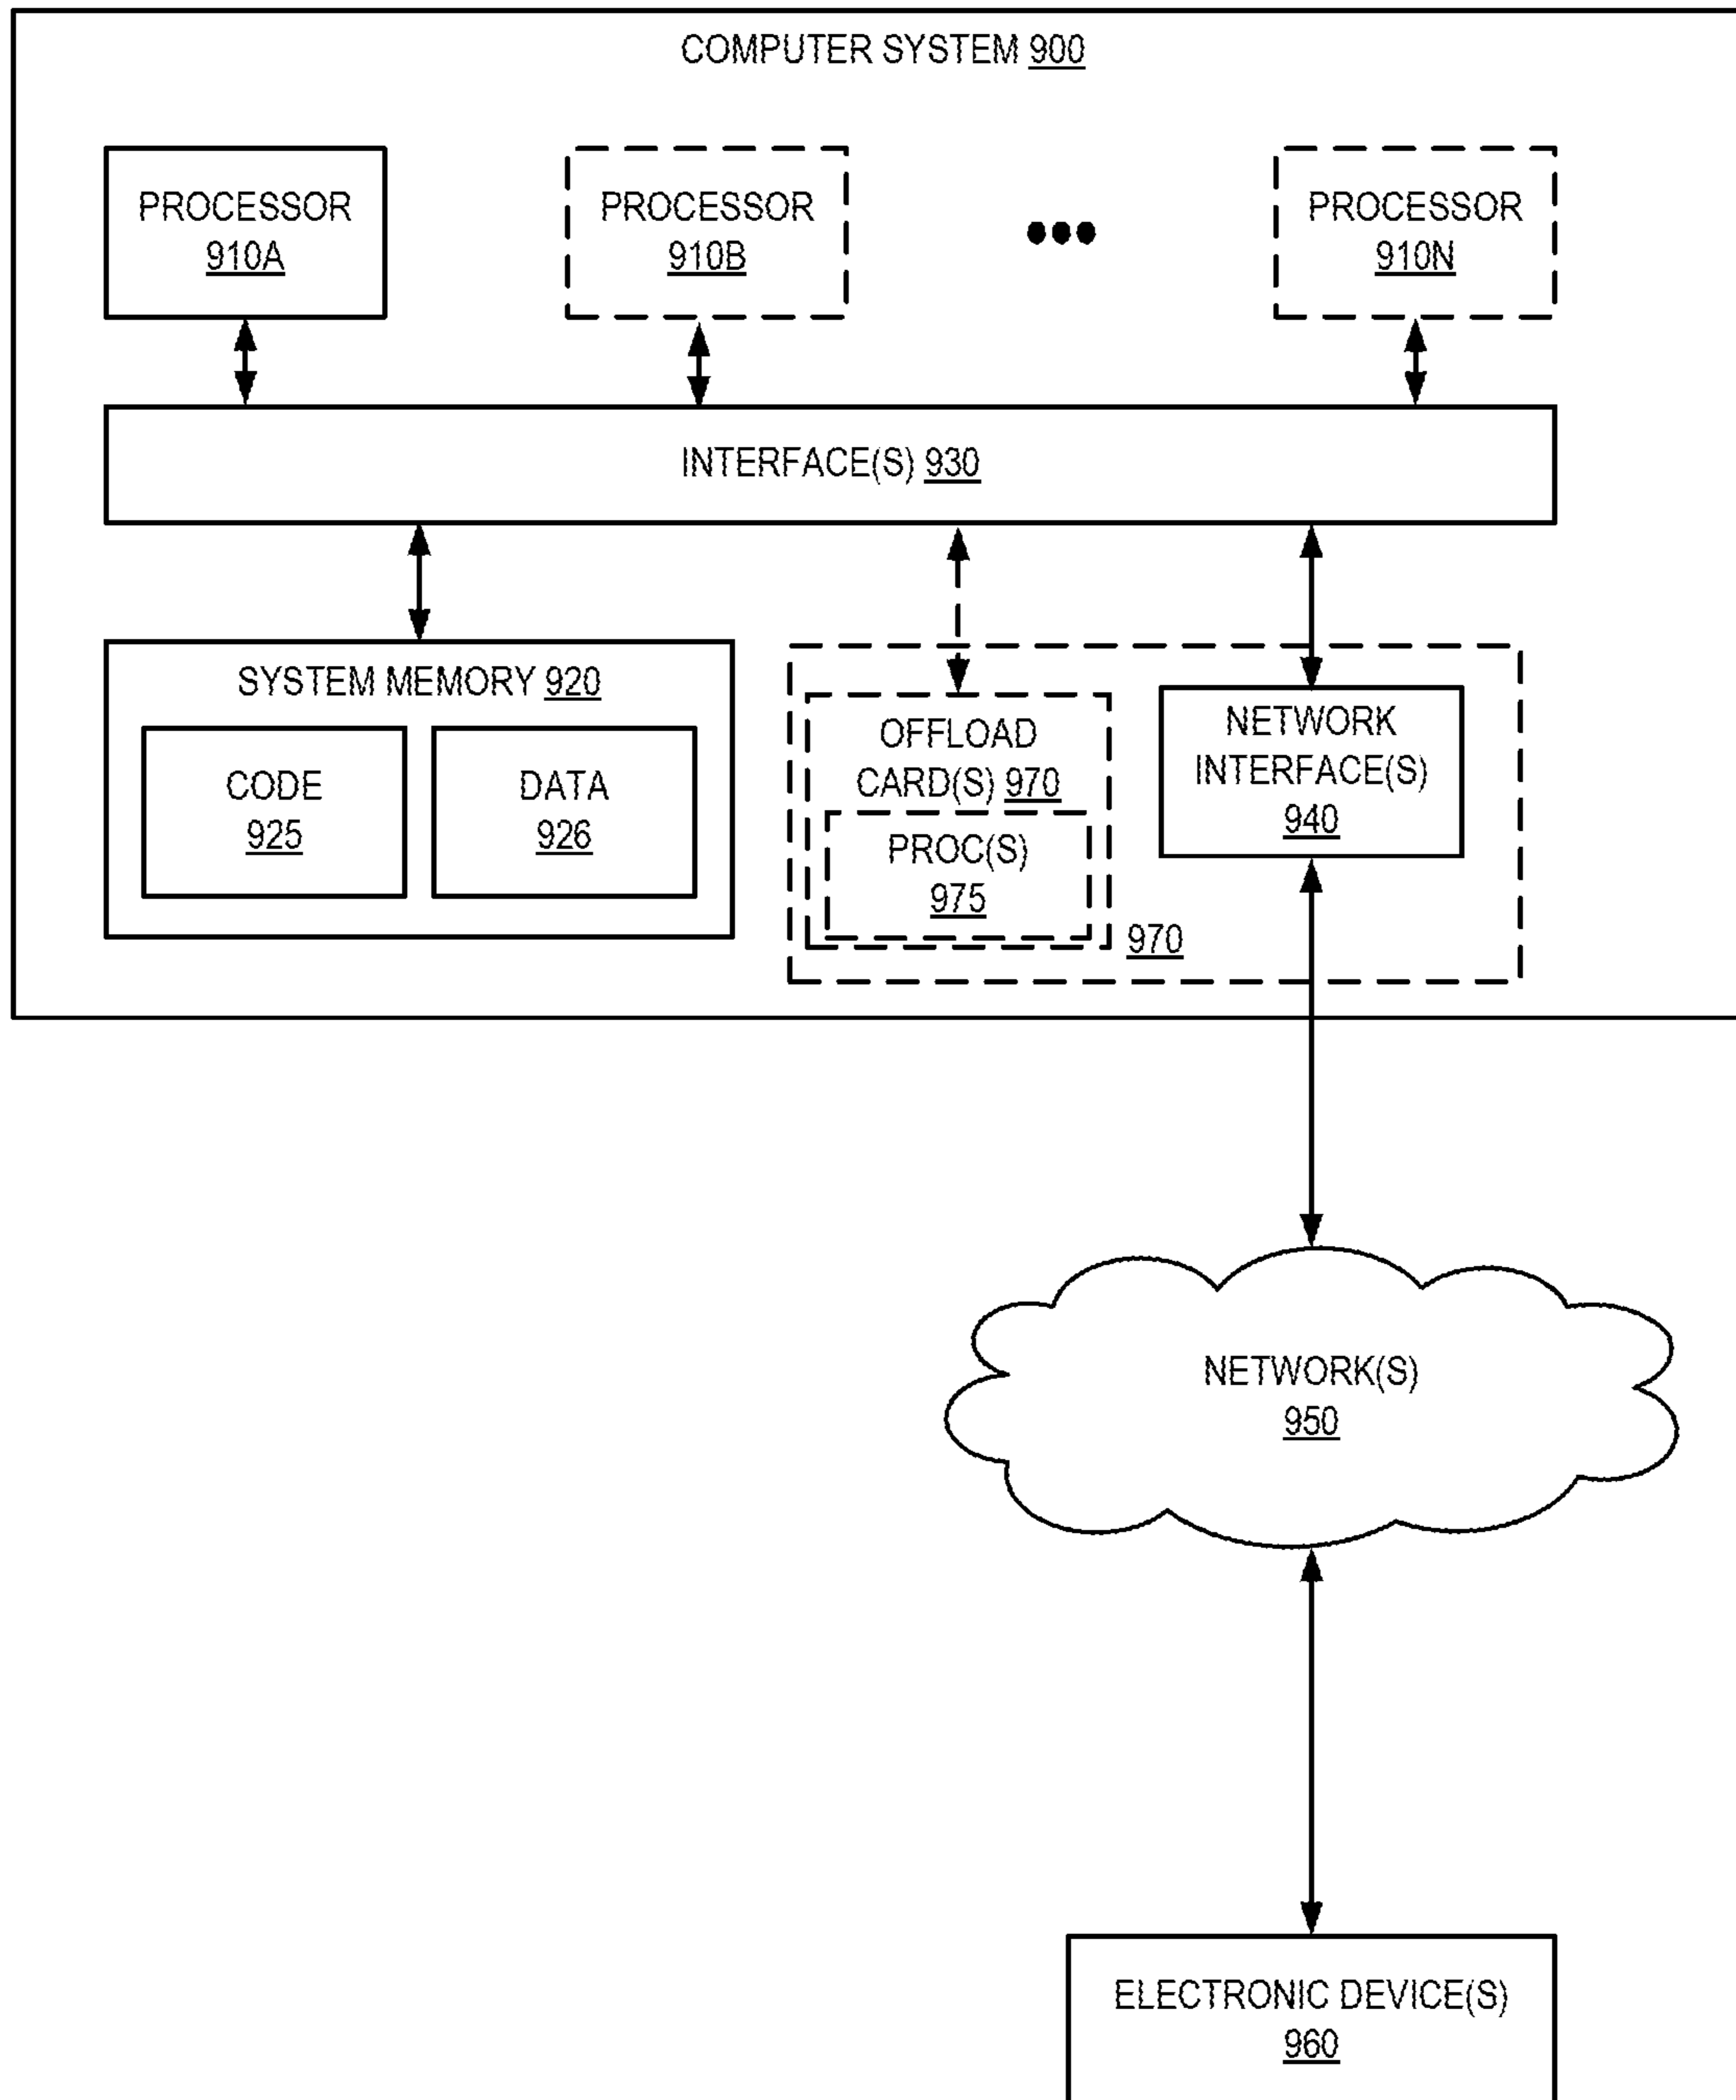 COMPUTER SYSTEM 900
PROCESSOR
910A
PROCESSOR
910B
PROCESSOR
910N
INTERFACE(S) 930
SYSTEM MEMORY 920
CODE
925
DATA
926
OFFLOAD
CARD(S) 970
PROC(S)
975
970
NETWORK
INTERFACE(S)
940
NETWORK(S)
950
ELECTRONIC DEVICE(S)
960